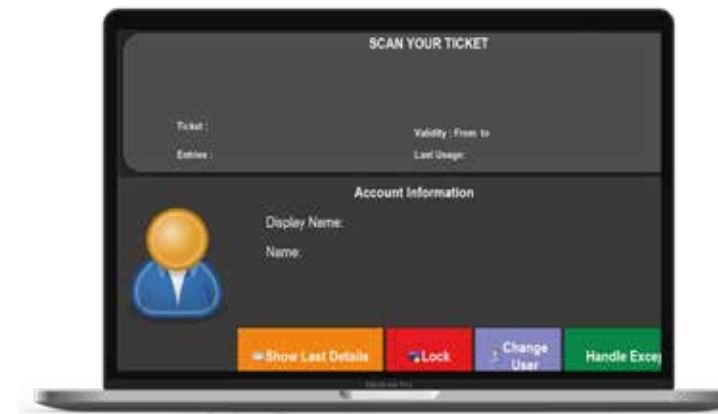 SCAN YOUR TICKET
Ticket :
Validity : From to
Entries :
Last Usage:
Account Information
Display Name:
Name:
Show Last Details
Lock
Change
User
Handle Excep